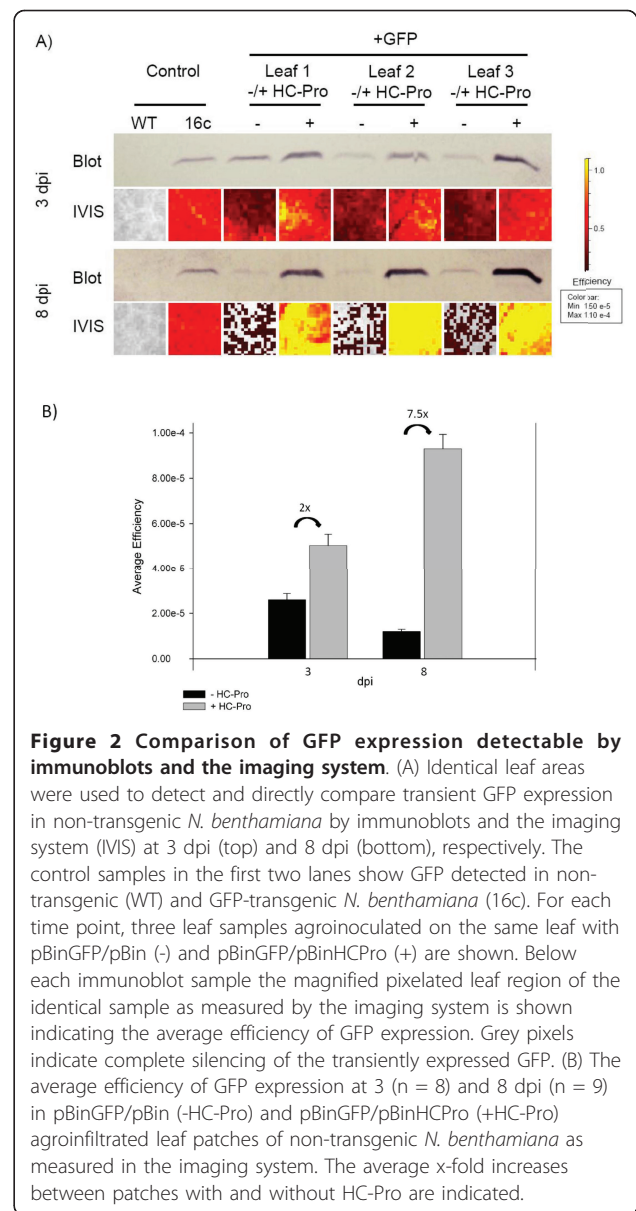 A)
+GFP
Control
Leaf 1
Leaf 2
Leaf 3
-/+ HC-Pro
-/+ HC-Pro
-/+ HC-Pro
WT
16c
-
+
-
+
-
+
3 dpi
Blot
IVIS
8 dpi
Blot
IVIS
1.0
0.5
Efficiency
Color bar:
Min 1.50 e-5
Max 1.10 e-4
B)
Average Efficiency
1.00e-4
8.00e-5
6.00e-5
4.00e-6
2.00e-5
0.00
2x
7.5x
3
8
dpi
- HC-Pro
+ HC-Pro
Figure 2 Comparison of GFP expression detectable by
immunoblots and the imaging system. (A) Identical leaf areas
were used to detect and directly compare transient GFP expression
in non-transgenic N. benthamiana by immunoblots and the imaging
system (IVIS) at 3 dpi (top) and 8 dpi (bottom), respectively. The
control samples in the first two lanes show GFP detected in non-
transgenic (WT) and GFP-transgenic N. benthamiana (16c). For each
time point, three leaf samples agroinoculated on the same leaf with
pBinGFP/pBin (-) and pBinGFP/pBinHCPro (+) are shown. Below
each immunoblot sample the magnified pixelated leaf region of the
identical sample as measured by the imaging system is shown
indicating the average efficiency of GFP expression. Grey pixels
indicate complete silencing of the transiently expressed GFP. (B) The
average efficiency of GFP expression at 3 (n = 8) and 8 dpi (n = 9)
in pBinGFP/pBin (-HC-Pro) and pBinGFP/pBinHCPro (+HC-Pro)
agroinfiltrated leaf patches of non-transgenic N. benthamiana as
measured in the imaging system. The average x-fold increases
between patches with and without HC-Pro are indicated.